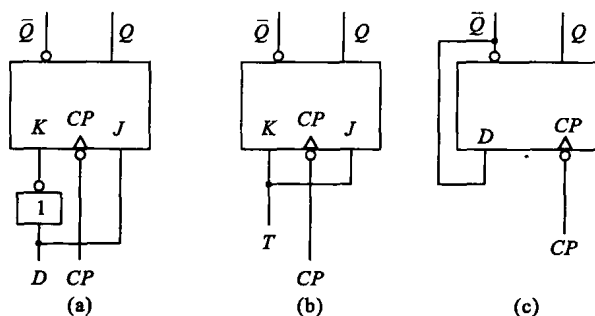 Q̄ Q Q̄ Q Q̄ Q
K CP J K CP J D CP
1
D CP T CP CP
(a) (b) (c)